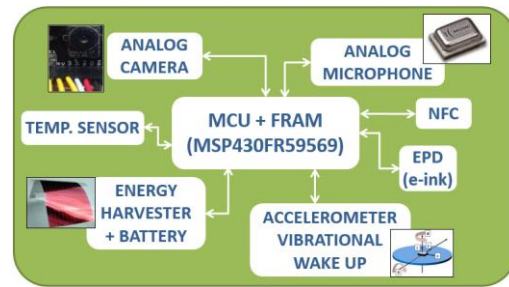 ANALOG
CAMERA
ANALOG
MICROPHONE
MCU + FRAM
(MSP430FR59569)
NFC
TEMP. SENSOR
EPD
(e-ink)
ENERGY
HARVESTER
+ BATTERY
ACCELEROMETER
VIBRATIONAL
WAKE UP